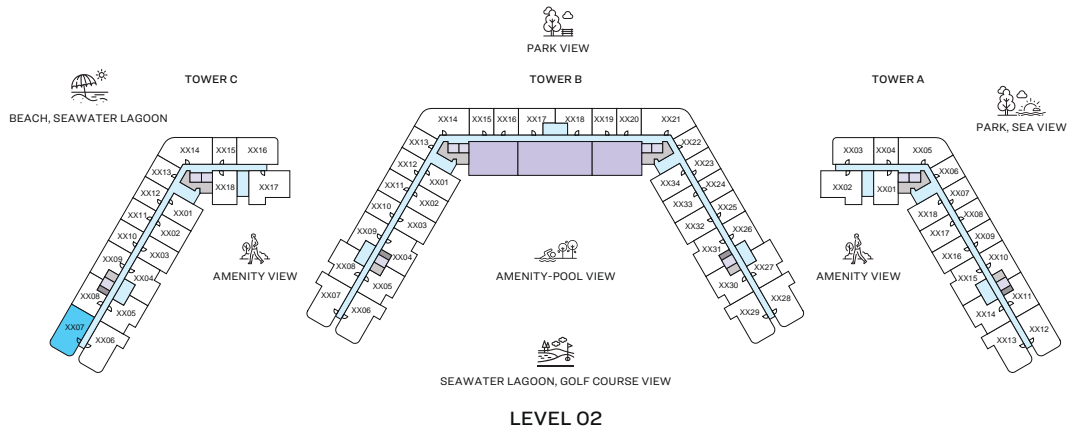 PARK VIEW
TOWER C
TOWER B
TOWER A
BEACH, SEAWATER LAGOON
PARK, SEA VIEW
XX14
XX15
XX16
XX13
XX12
XX11
XX10
XX09
XX08
XX07
XX06
XX05
XX04
XX03
XX02
XX01
XX18
XX17
AMENITY VIEW
XX14
XX15
XX16
XX17
XX18
XX19
XX20
XX21
XX13
XX12
XX11
XX10
XX09
XX08
XX07
XX06
XX05
XX04
XX03
XX02
XX01
XX22
XX23
XX24
XX25
XX26
XX27
XX28
XX29
XX30
XX31
XX32
XX33
XX34
AMENITY-POOL VIEW
XX03
XX04
XX05
XX02
XX01
XX06
XX07
XX08
XX09
XX10
XX11
XX12
XX13
XX14
XX15
XX16
XX17
XX18
AMENITY VIEW
SEAWATER LAGOON, GOLF COURSE VIEW
LEVEL 02